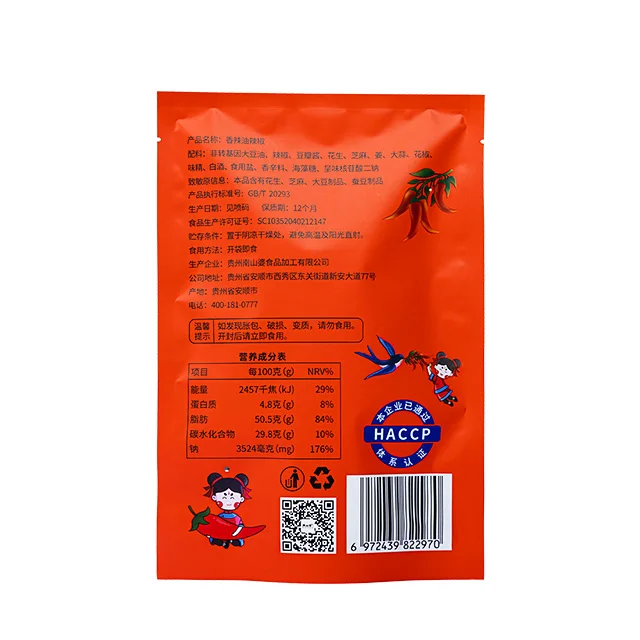 产品名称：香辣油辣椒
配料：非转基因大豆油、辣椒、豆瓣酱、花生、芝麻、姜、大蒜、花椒、
味精、白酒、食用盐、香辛料、海藻糖、呈味核苷酸二钠
致敏原信息：本品含有花生、芝麻、大豆制品、蚕豆制品
产品执行标准号：GB/T 20293
生产日期：见喷码 保质期：12个月
食品生产许可证号：SC10352040212147
贮存条件：置于阴凉干燥处，避免高温及阳光直射。
食用方法：开袋即食
生产企业：贵州南山婆食品加工有限公司
公司地址：贵州省安顺市西秀区东关街道新安大道77号
产地：贵州省安顺市
电话：400-181-0777
温馨提示 如发现胀包、破损、变质，请勿食用。
开封后请立即食用。
营养成分表
项目 每100克(g) NRV%
能量 2457千焦(kJ) 29%
蛋白质 4.8克(g) 8%
脂肪 50.5克(g) 84%
碳水化合物 29.8克(g) 10%
钠 3524毫克(mg) 176%
本企业已通过
HACCP
体系认证
6 972439 822970